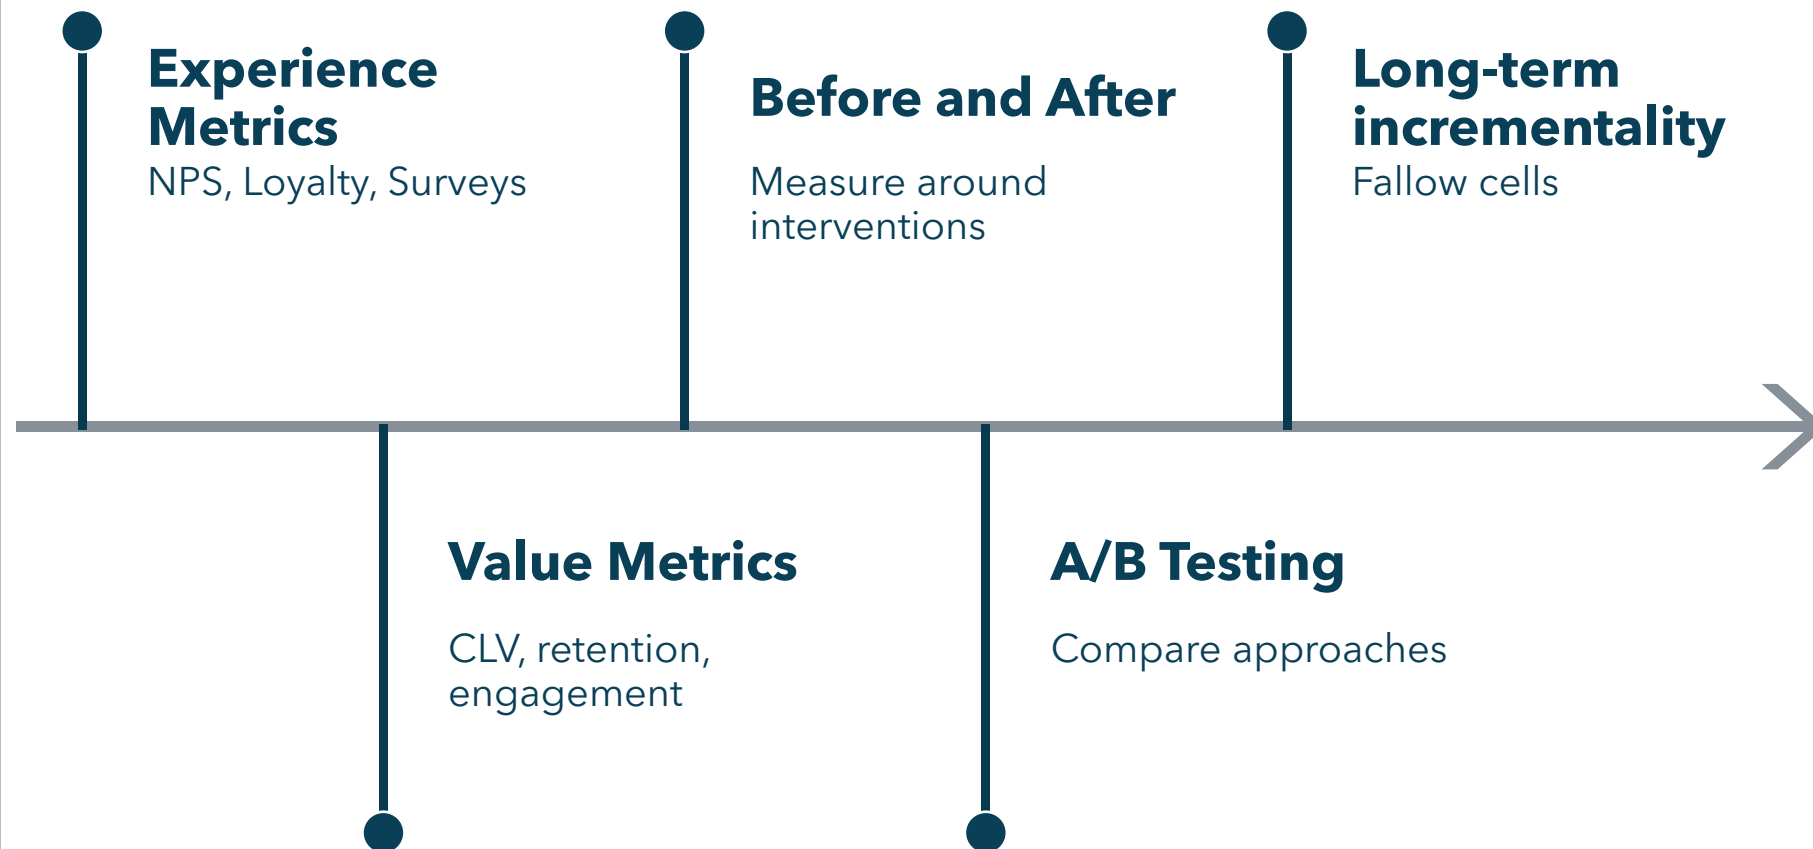 Experience
Metrics
NPS, Loyalty, Surveys
Value Metrics
CLV, retention,
engagement
Before and After
Measure around
interventions
A/B Testing
Compare approaches
Long-term
incrementality
Fallow cells